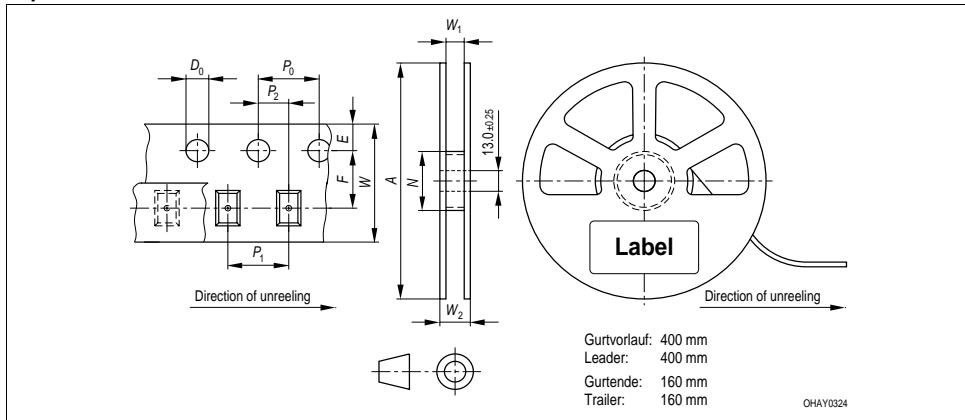 D₀
P₀
P₂
E
F
W
P₁
Direction of unreeling
W₁
A
N
13.0±0.25
W₂
Label
Direction of unreeling
Gurtvorlauf: 400 mm
Leader: 400 mm
Gurtende: 160 mm
Trailer: 160 mm
OHAY0324